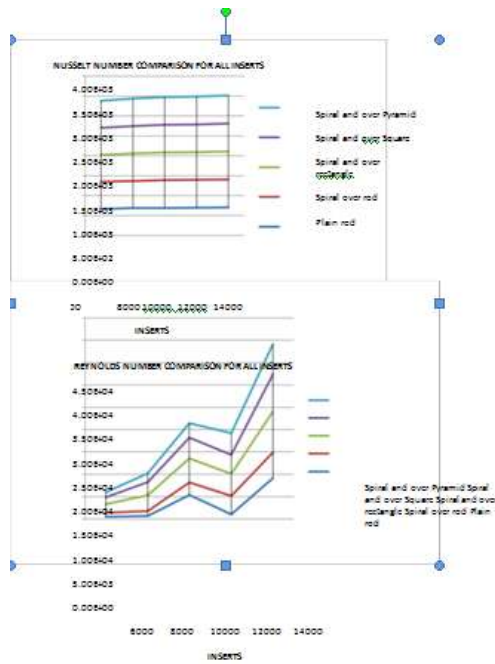 NUSSELT NUMBER COMPARISON FOR ALL INSERTS
4.00E+03
3.50E+03
3.00E+03
2.50E+03
2.00E+03
1.50E+03
1.00E+03
5.00E+02
0.00E+00
Spiral and over Pyramid
Spiral and over Square
Spiral and over
rectangle
Spiral over rod
Plain rod
20 8000 10000 12000 14000
INSERTS
REYNOLDS NUMBER COMPARISON FOR ALL INSERTS
4.50E+04
4.00E+04
3.50E+04
3.00E+04
2.50E+04
2.00E+04
1.50E+04
1.00E+04
5.00E+03
0.00E+00
Spiral and over Pyramid Spiral
and over Square Spiral and over
rectangle Spiral over rod Plain
rod
6000 8000 10000 12000 14000
INSERTS